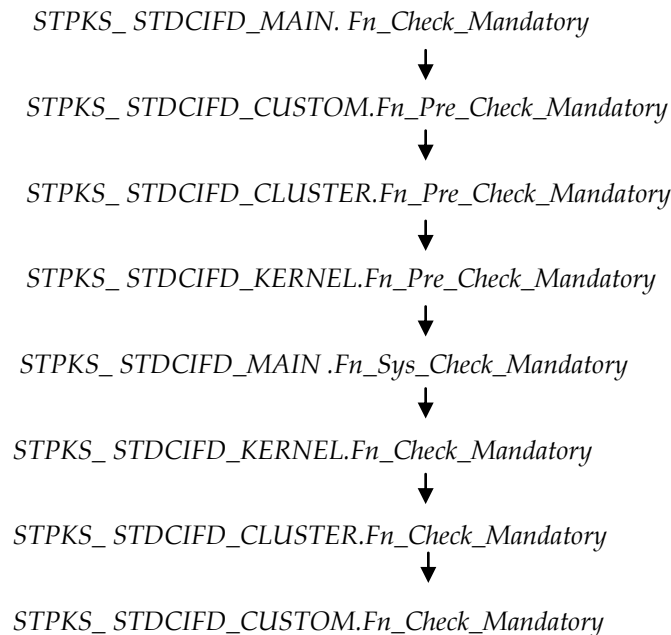 STPKS_ STDCIFD_MAIN. Fn_Check_Mandatory
STPKS_ STDCIFD_CUSTOM.Fn_Pre_Check_Mandatory
STPKS_ STDCIFD_CLUSTER.Fn_Pre_Check_Mandatory
STPKS_ STDCIFD_KERNEL.Fn_Pre_Check_Mandatory
STPKS_ STDCIFD_MAIN .Fn_Sys_Check_Mandatory
STPKS_ STDCIFD_KERNEL.Fn_Check_Mandatory
STPKS_ STDCIFD_CLUSTER.Fn_Check_Mandatory
STPKS_ STDCIFD_CUSTOM.Fn_Check_Mandatory